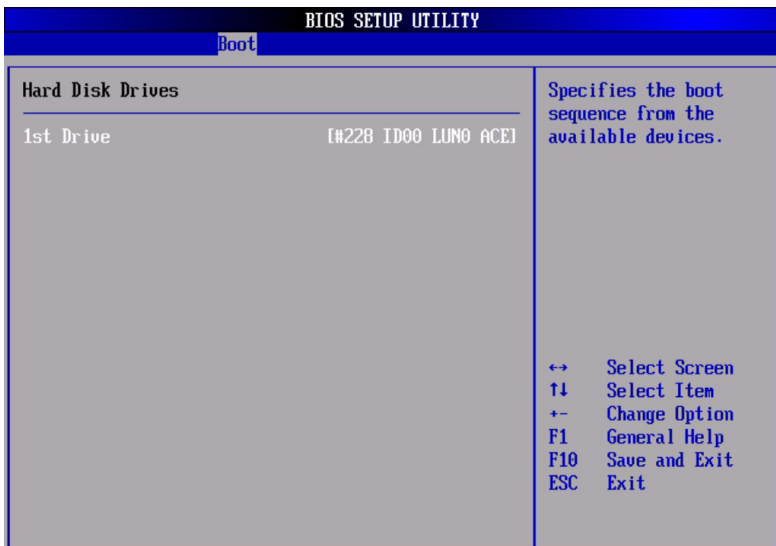 BIOS SETUP UTILITY
Boot
Hard Disk Drives
1st Drive [#228 ID00 LUN0 ACE]
Specifies the boot
sequence from the
available devices.
←→ Select Screen
↑↓ Select Item
+- Change Option
F1 General Help
F10 Save and Exit
ESC Exit